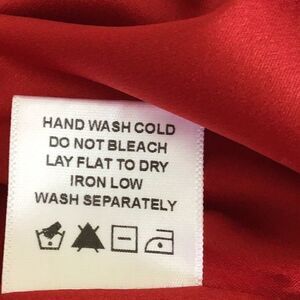 HAND WASH COLD
DO NOT BLEACH
LAY FLAT TO DRY
IRON LOW
WASH SEPARATELY